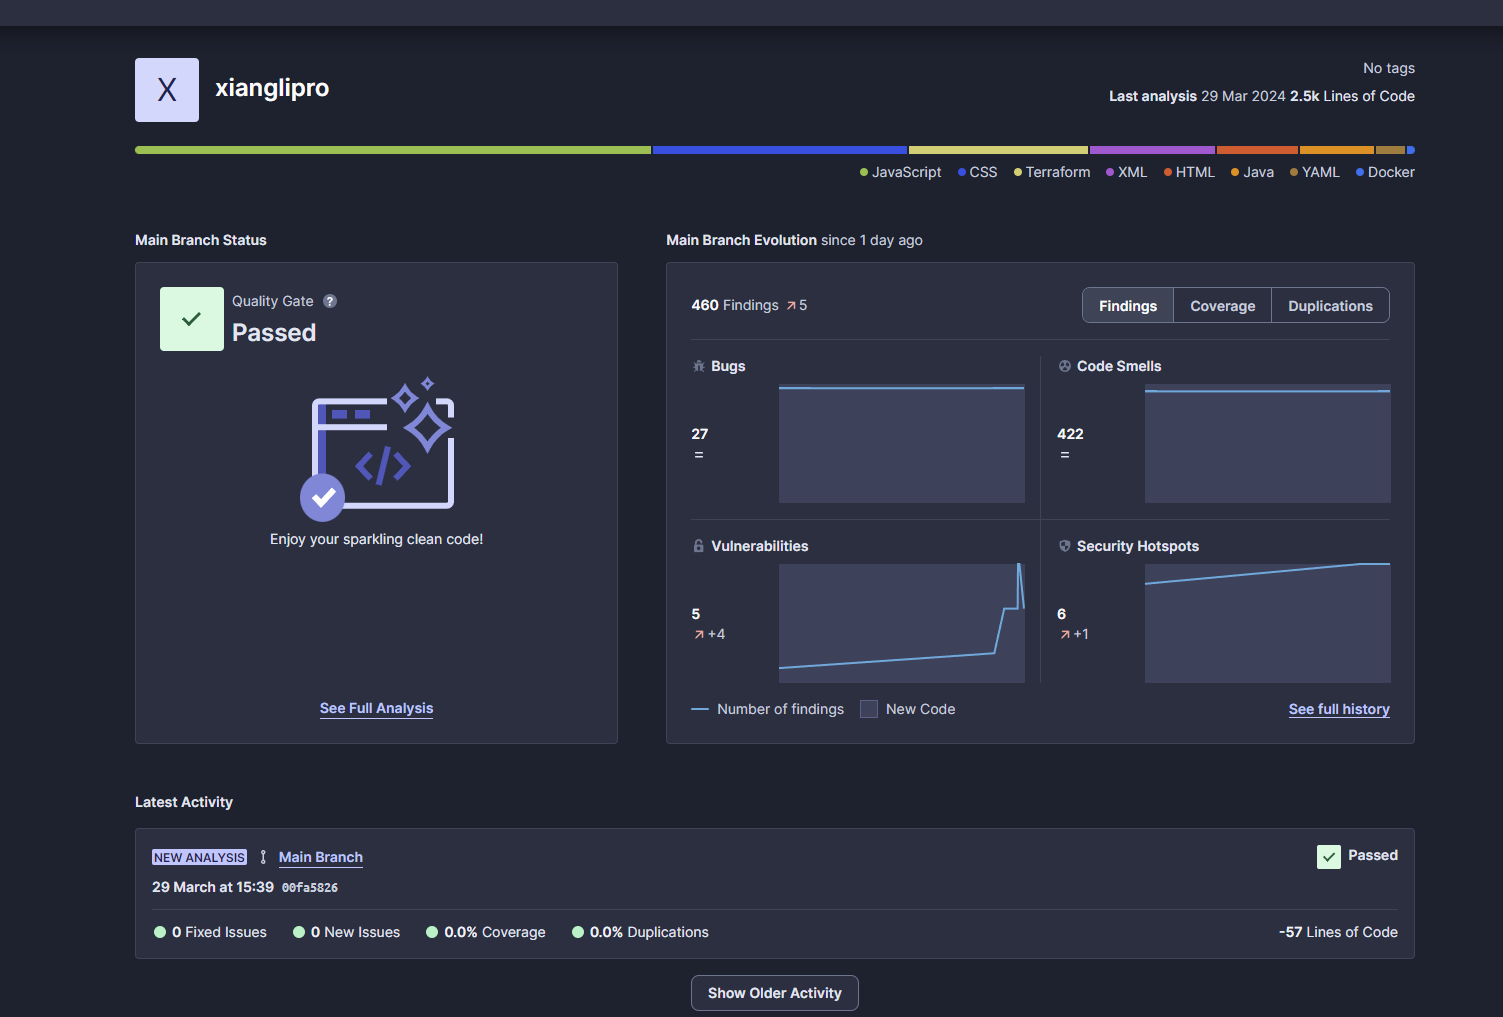 X
xianglipro
No tags
Last analysis 29 Mar 2024 2.5k Lines of Code
JavaScript CSS Terraform XML HTML Java YAML Docker
Main Branch Status
Quality Gate ?
Passed
Enjoy your sparkling clean code!
See Full Analysis
Main Branch Evolution since 1 day ago
460 Findings 5
Findings Coverage Duplications
Bugs
27
=
Code Smells
422
=
Vulnerabilities
5
+4
Security Hotspots
6
+1
Number of findings New Code
See full history
Latest Activity
NEW ANALYSIS Main Branch
Passed
29 March at 15:39 00fa5826
0 Fixed Issues 0 New Issues 0.0% Coverage 0.0% Duplications
-57 Lines of Code
Show Older Activity